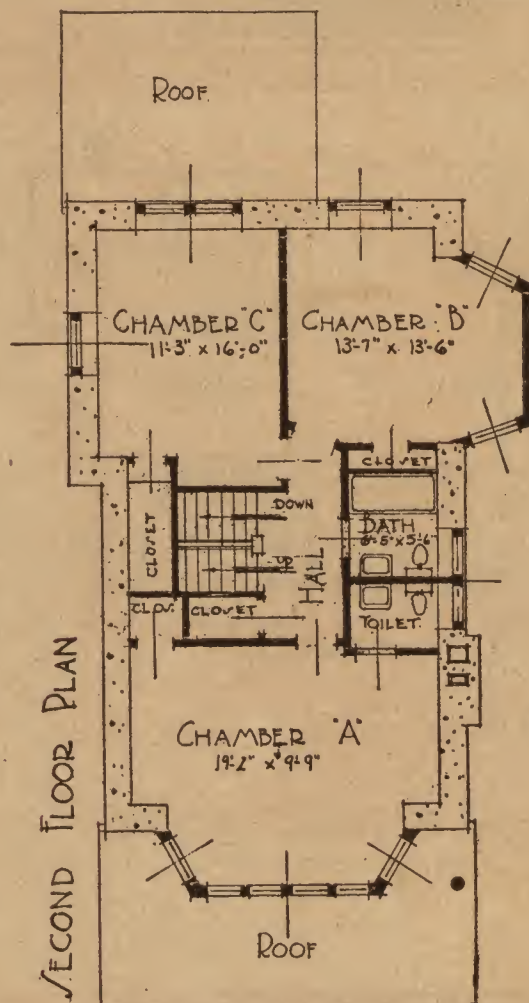 ROOF
CHAMBER "C"
11'-3" x 16'-0"
CHAMBER "B"
13'-7" x 13'-6"
CLOSET
DOWN
BATH
CLOSET
UP
HALL
CLOS.
CLOSET
TOILET
CHAMBER "A"
19'-2" x 9'-9"
ROOF
SECOND FLOOR PLAN